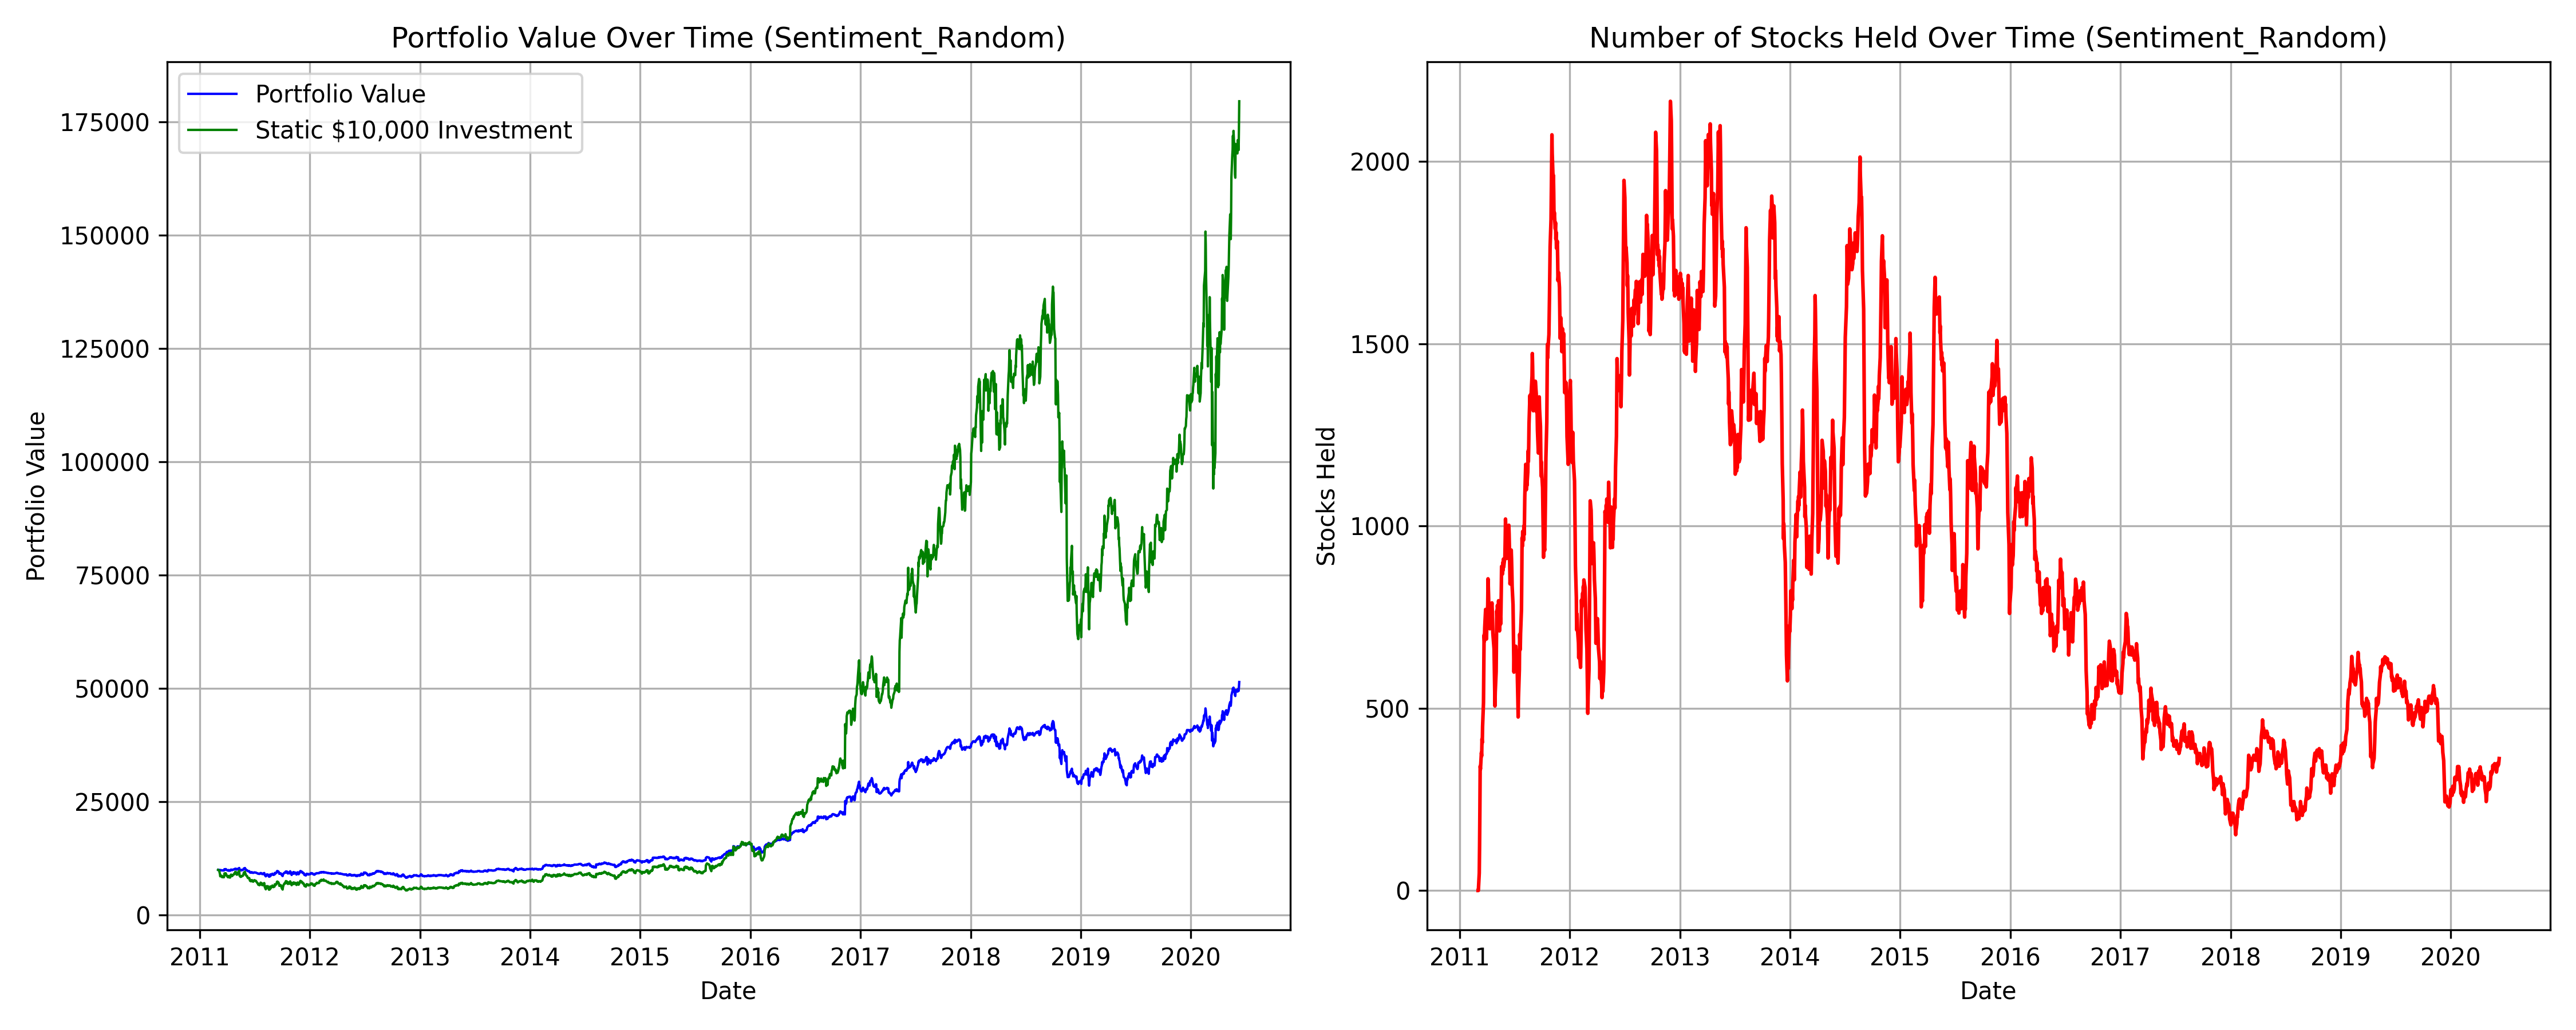 Portfolio Value Over Time (Sentiment_Random)
Portfolio Value
Static $10,000 Investment
175000
150000
125000
100000
75000
50000
25000
0
Portfolio Value
2011 2012 2013 2014 2015 2016 2017 2018 2019 2020
Date
Number of Stocks Held Over Time (Sentiment_Random)
2000
1500
1000
500
0
Stocks Held
2011 2012 2013 2014 2015 2016 2017 2018 2019 2020
Date